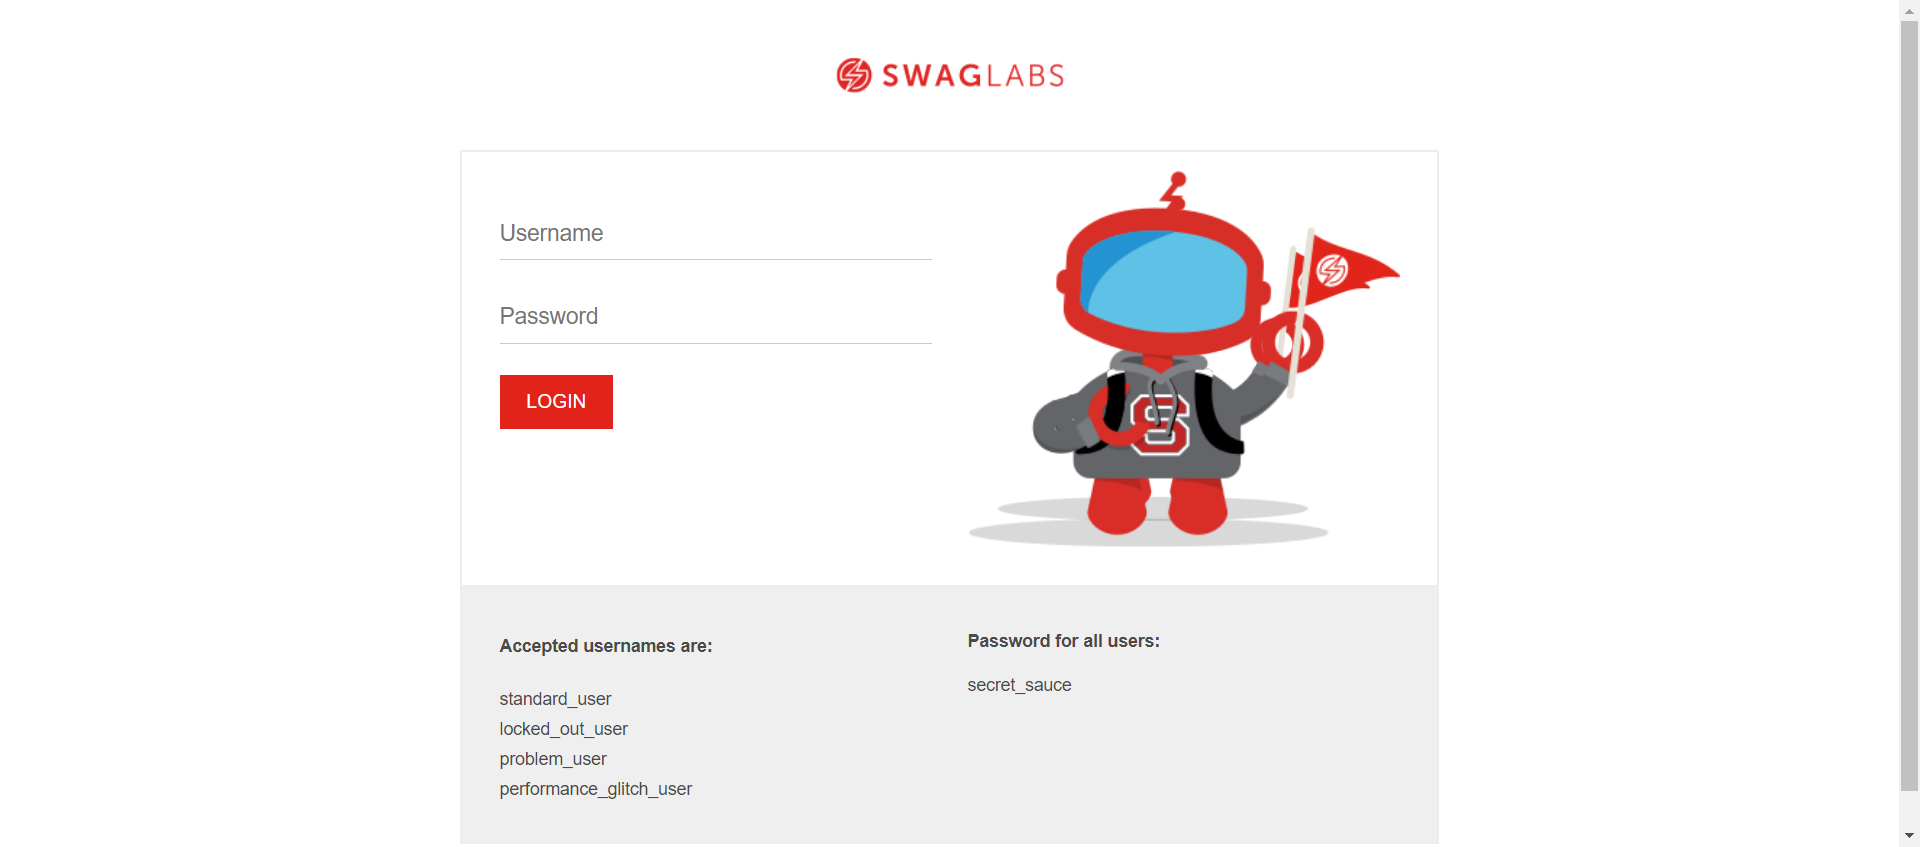 SWAGLABS
Username
Password
LOGIN
S
Accepted usernames are:
standard_user
locked_out_user
problem_user
performance_glitch_user
Password for all users:
secret_sauce